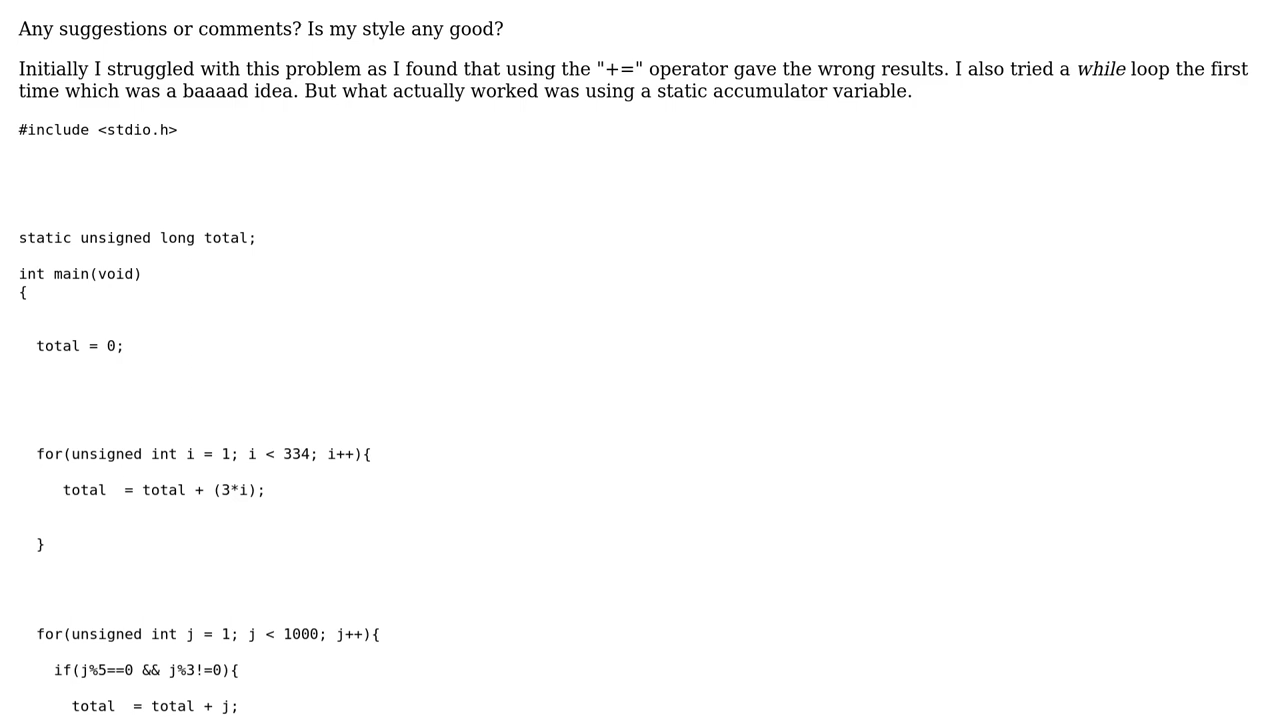 Any suggestions or comments? Is my style any good?
Initially I struggled with this problem as I found that using the "+=" operator gave the wrong results. I also tried a while loop the first
time which was a baaaad idea. But what actually worked was using a static accumulator variable.
#include <stdio.h>
static unsigned long total;
int main(void)
{
total = 0;
for(unsigned int i = 1; i < 334; i++){
total  = total + (3*i);
}
for(unsigned int j = 1; j < 1000; j++){
if(j%5==0 && j%3!=0){
total  = total + j;